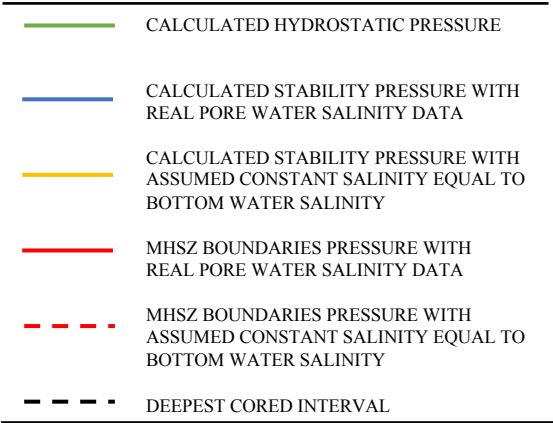 CALCULATED HYDROSTATIC PRESSURE
CALCULATED STABILITY PRESSURE WITH
REAL PORE WATER SALINITY DATA
CALCULATED STABILITY PRESSURE WITH
ASSUMED CONSTANT SALINITY EQUAL TO
BOTTOM WATER SALINITY
MHSZ BOUNDARIES PRESSURE WITH
REAL PORE WATER SALINITY DATA
MHSZ BOUNDARIES PRESSURE WITH
ASSUMED CONSTANT SALINITY EQUAL TO
BOTTOM WATER SALINITY
DEEPEST CORED INTERVAL